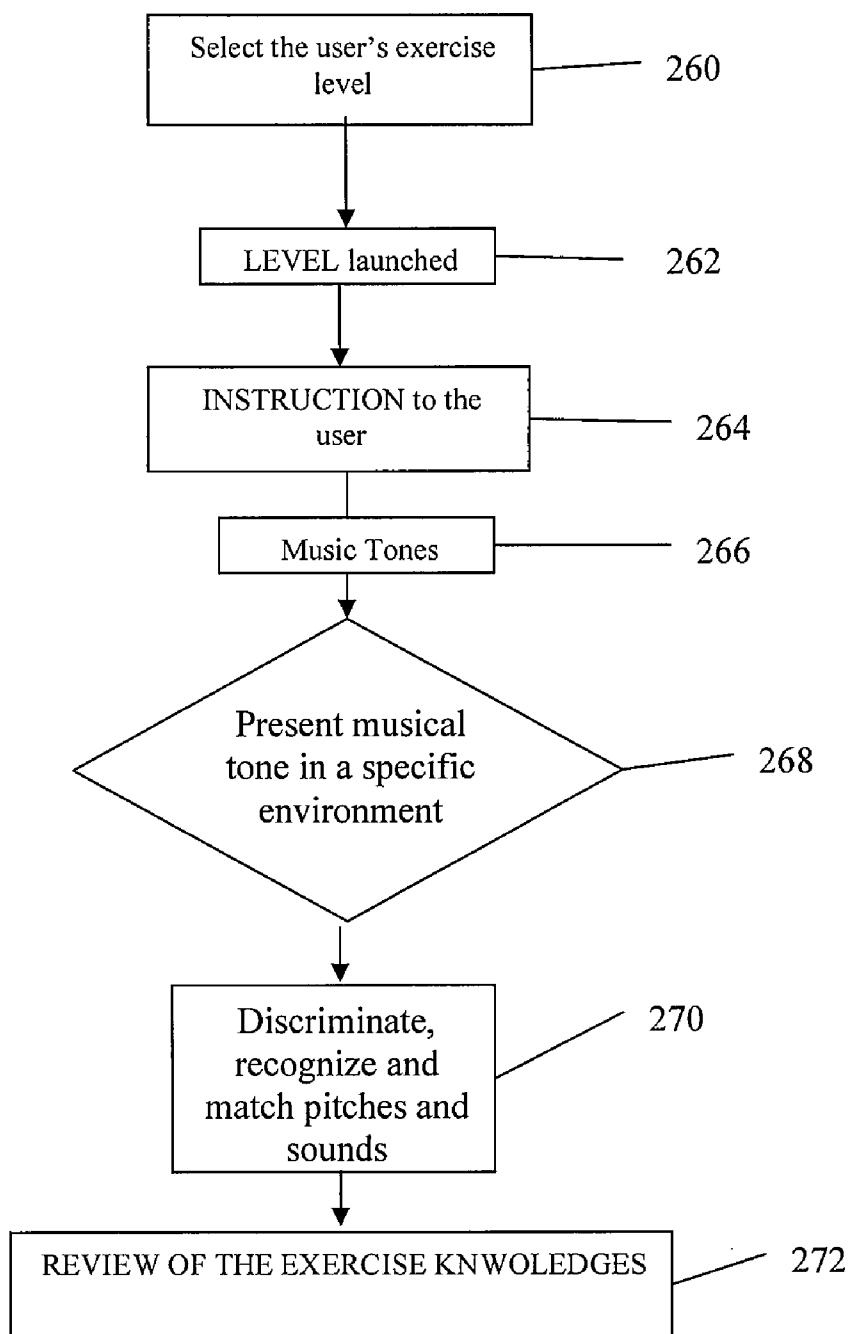 Select the user's exercise
level
260
LEVEL launched
262
INSTRUCTION to the
user
264
Music Tones
266
Present musical
tone in a specific
environment
268
Discriminate,
recognize and
match pitches and
sounds
270
REVIEW OF THE EXERCISE KNWOLEDGES
272